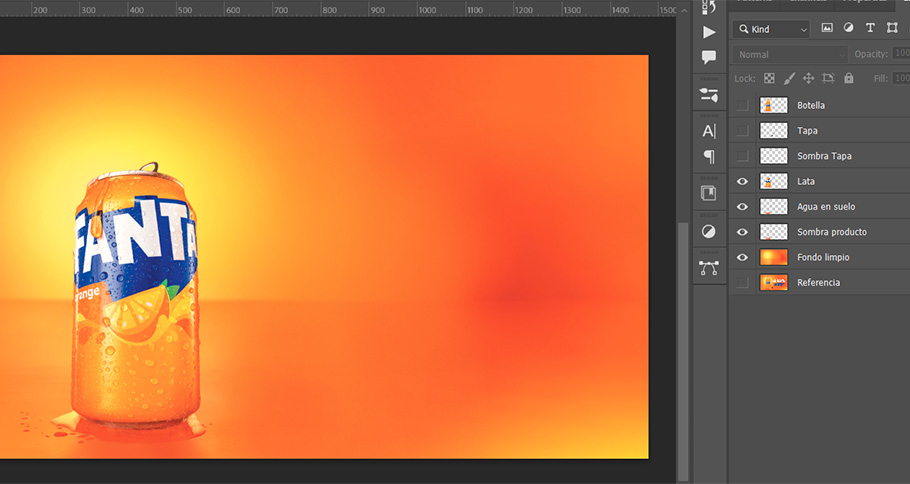 200 300 400 500 600 700 800 900 1000 1100 1200 1300 1400 1500
Kind
Normal
Opacity: 100
Lock:
Fill: 100
Botella
Tapa
Sombra Tapa
Lata
Agua en suelo
Sombra producto
Fondo limpio
Referencia
FANTA
orange